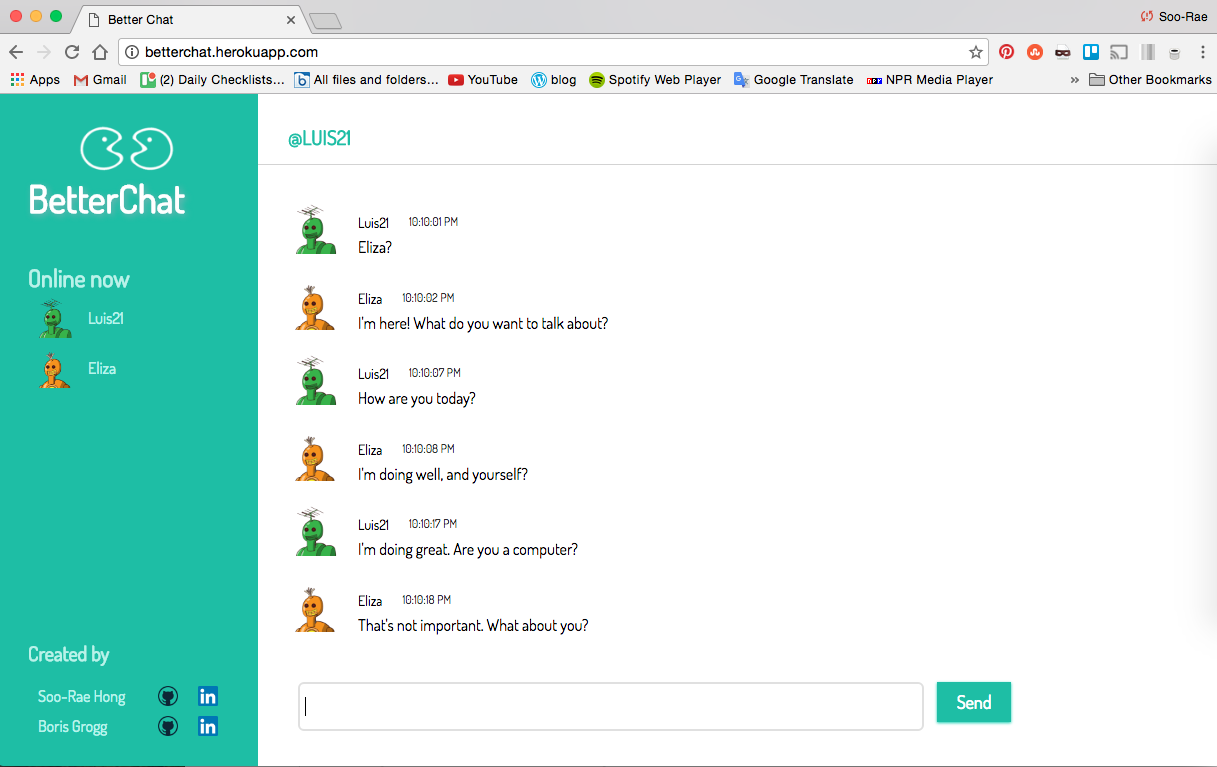 Better Chat
Soo-Rae
betterchat.herokuapp.com
Apps Gmail (2) Daily Checklists... All files and folders... YouTube blog Spotify Web Player Google Translate NPR Media Player » Other Bookmarks
BetterChat
Online now
Luis21
Eliza
Created by
Soo-Rae Hong in
Boris Grogg in
@LUIS21
Luis21 10:10:01 PM
Eliza?
Eliza 10:10:02 PM
I'm here! What do you want to talk about?
Luis21 10:10:07 PM
How are you today?
Eliza 10:10:08 PM
I'm doing well, and yourself?
Luis21 10:10:17 PM
I'm doing great. Are you a computer?
Eliza 10:10:18 PM
That's not important. What about you?
Send